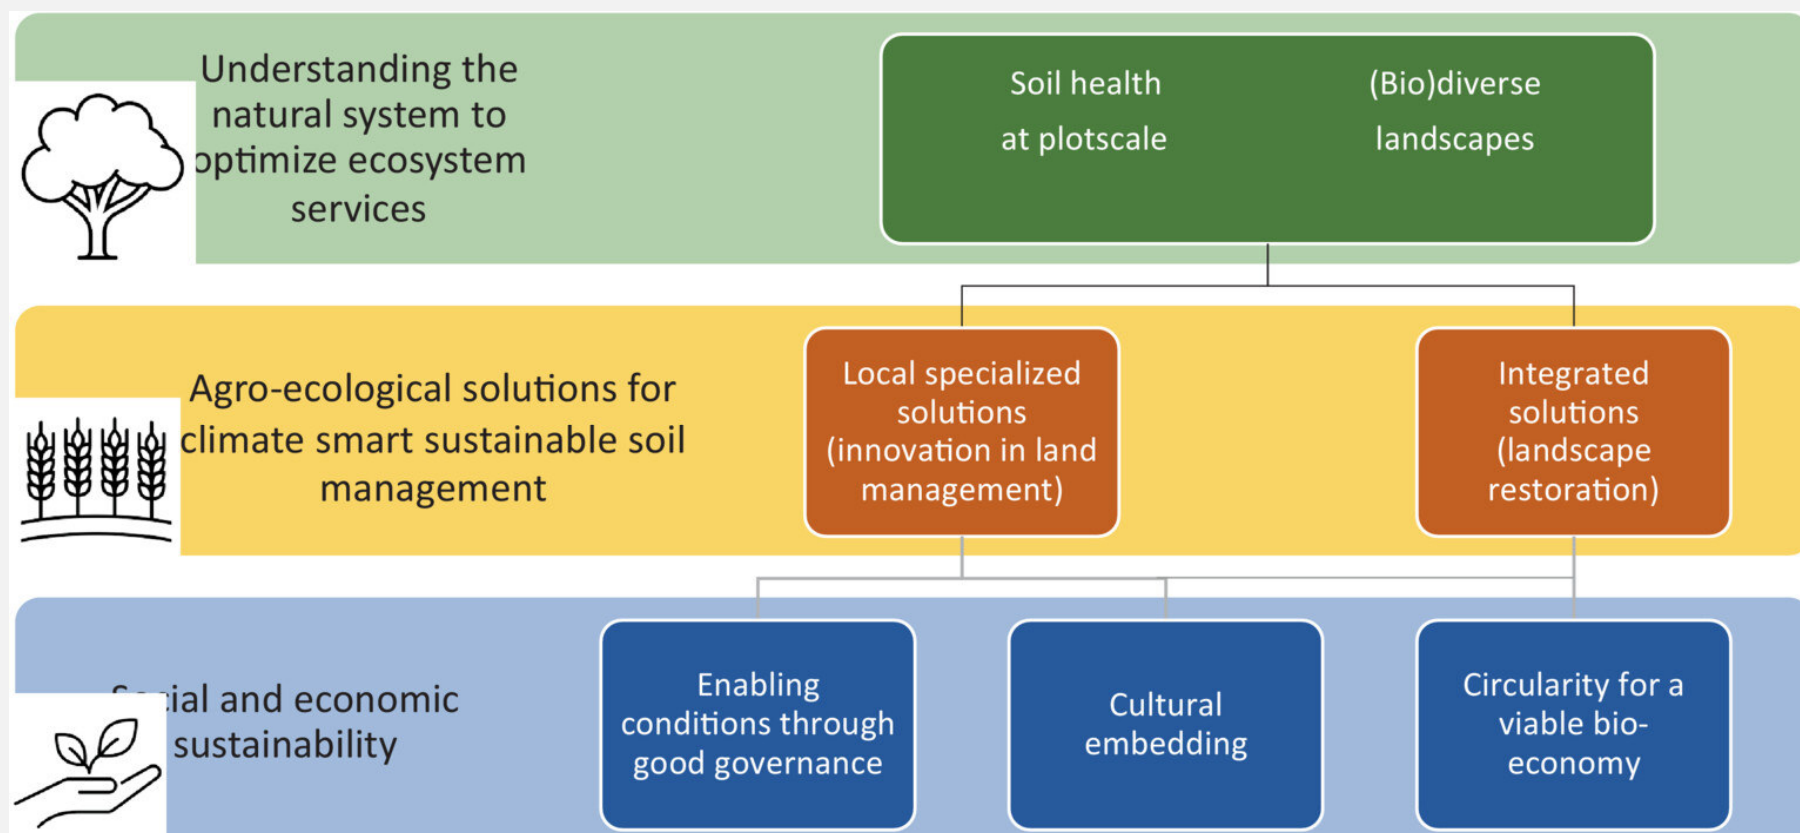 Understanding the
natural system to
optimize ecosystem
services
Soil health
at plotscale
(Bio)diverse
landscapes
Agro-ecological solutions for
climate smart sustainable soil
management
Local specialized
solutions
(innovation in land
management)
Integrated
solutions
(landscape
restoration)
Social and economic
sustainability
Enabling
conditions through
good governance
Cultural
embedding
Circularity for a
viable bio-
economy